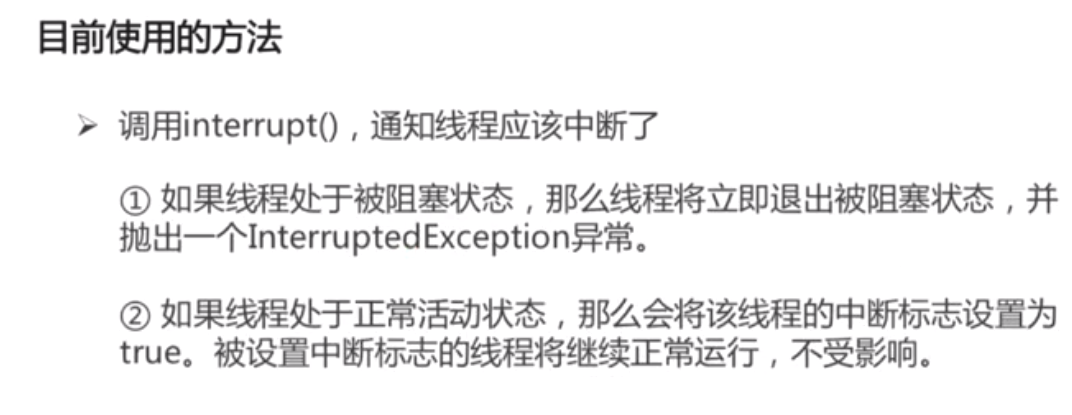 目前使用的方法
➢ 调用interrupt()，通知线程应该中断了
① 如果线程处于被阻塞状态，那么线程将立即退出被阻塞状态，并
抛出一个InterruptedException异常。
② 如果线程处于正常活动状态，那么会将该线程的中断标志设置为
true。被设置中断标志的线程将继续正常运行，不受影响。